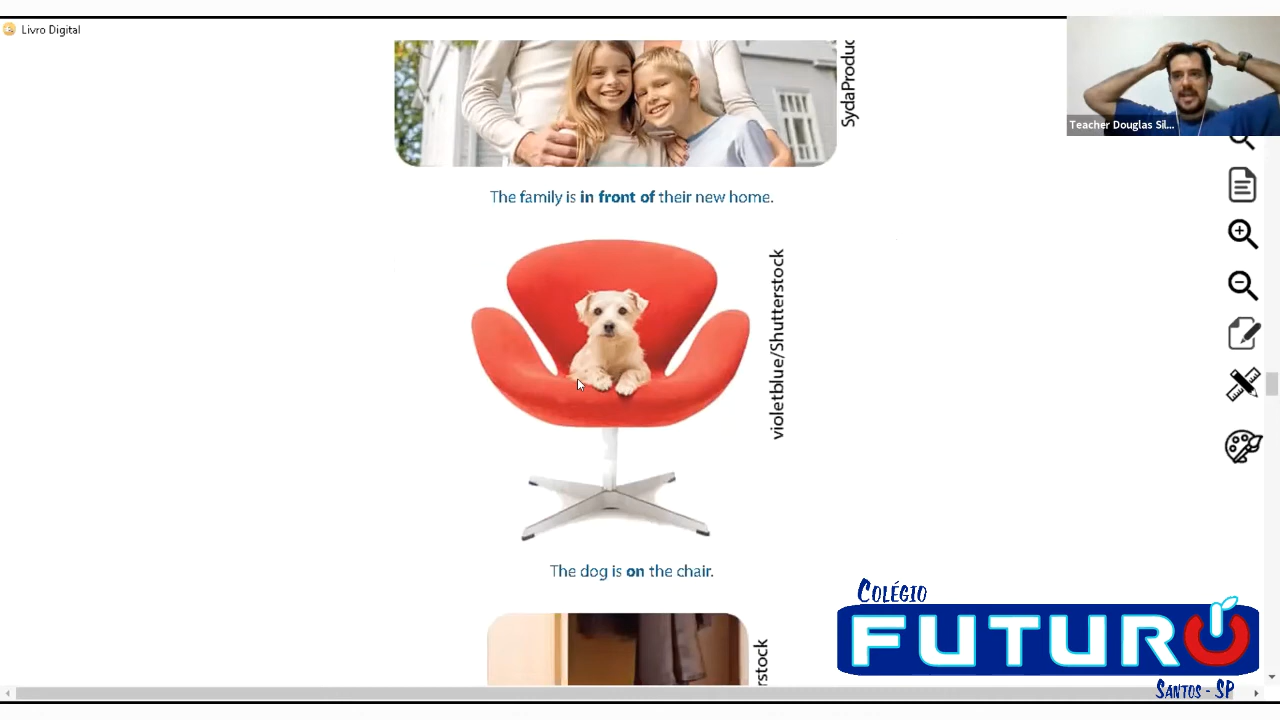 Livro Digital
SydaProduc
Teacher Douglas Sil...
The family is in front of their new home.
violetblue/Shutterstock
The dog is on the chair.
rstock
COLÉGIO
FUTURO
SANTOS - SP